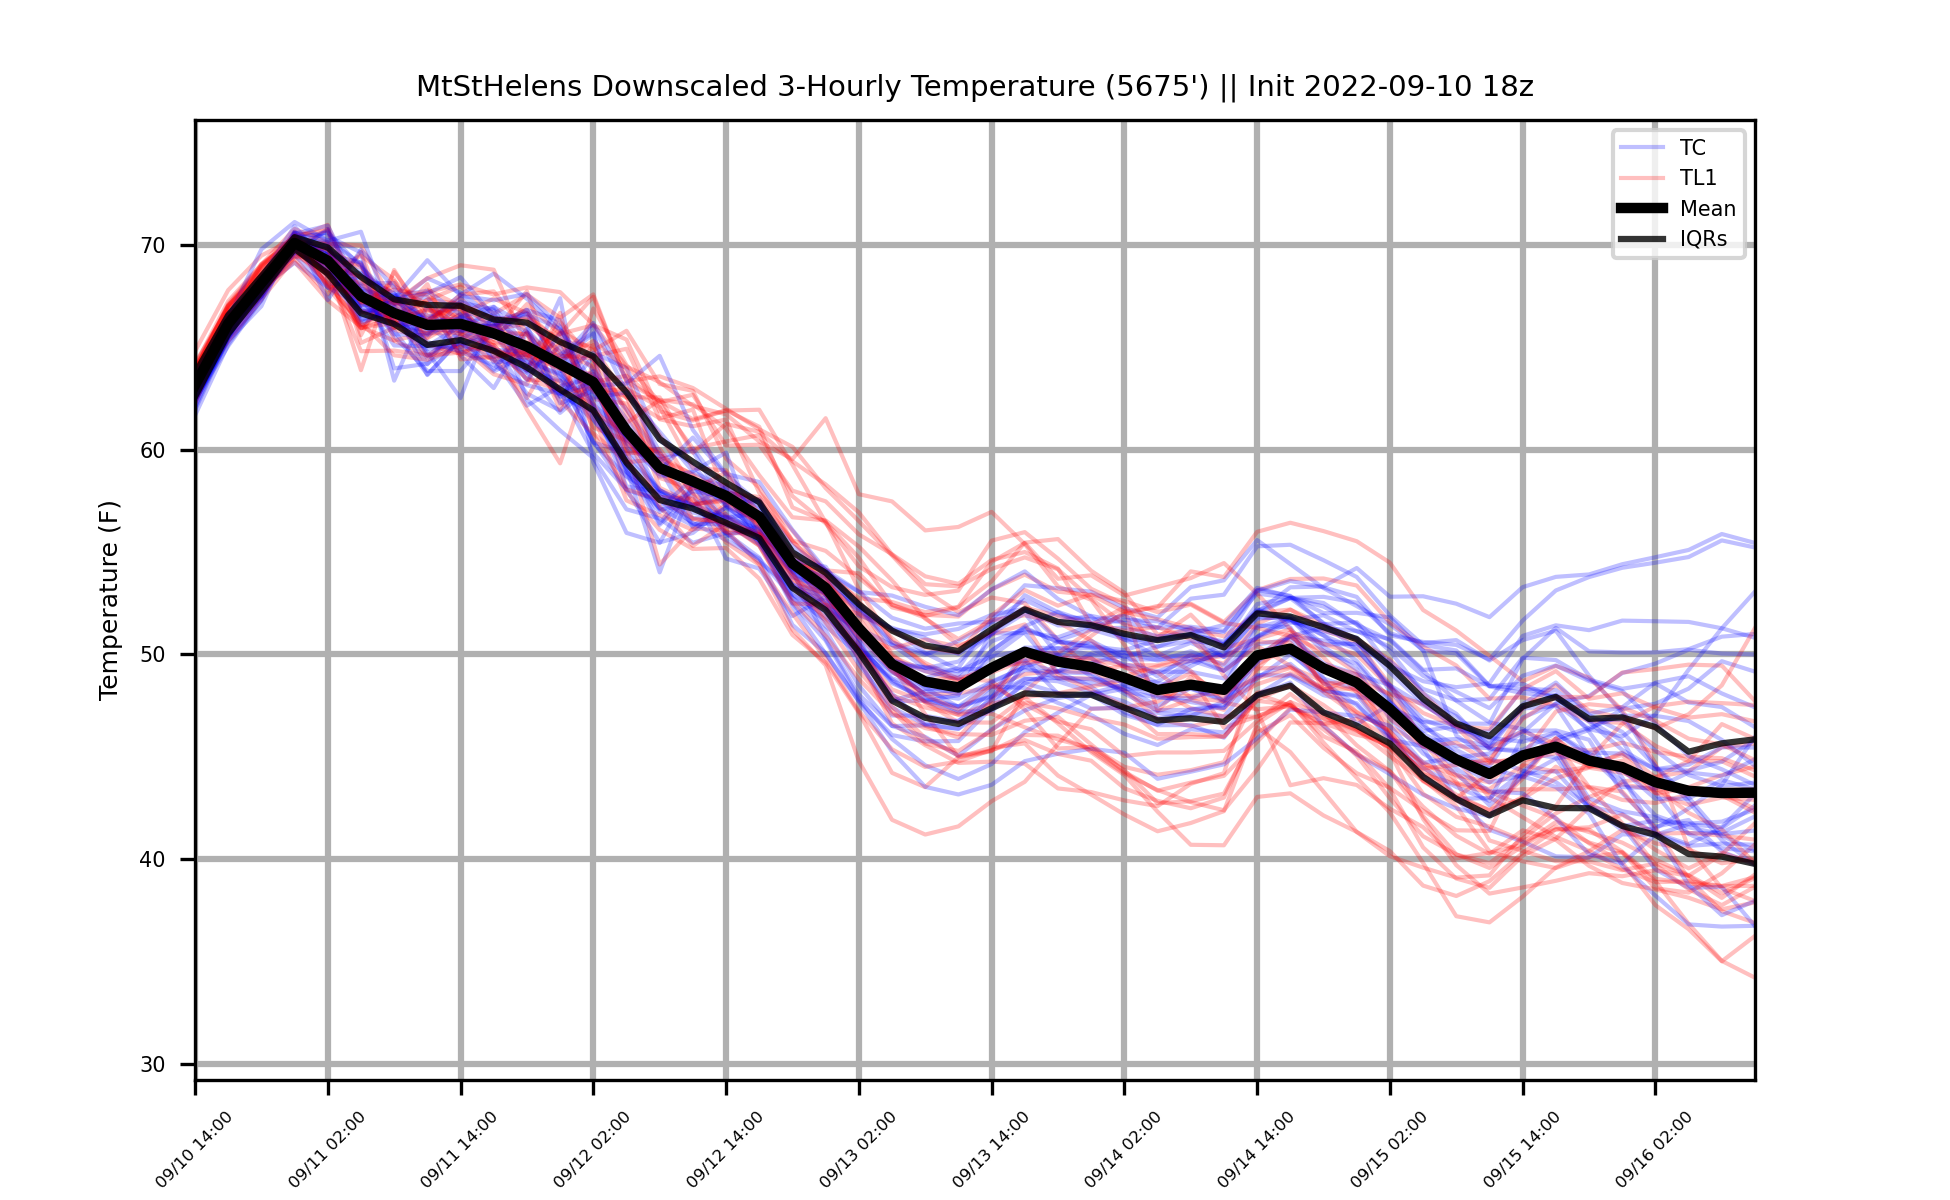 MtStHelens Downscaled 3-Hourly Temperature (5675') || Init 2022-09-10 18z
TC
TL1
Mean
IQRs
Temperature (F)
70
60
50
40
30
09/10 14:00
09/11 02:00
09/11 14:00
09/12 02:00
09/12 14:00
09/13 02:00
09/13 14:00
09/14 02:00
09/14 14:00
09/15 02:00
09/15 14:00
09/16 02:00